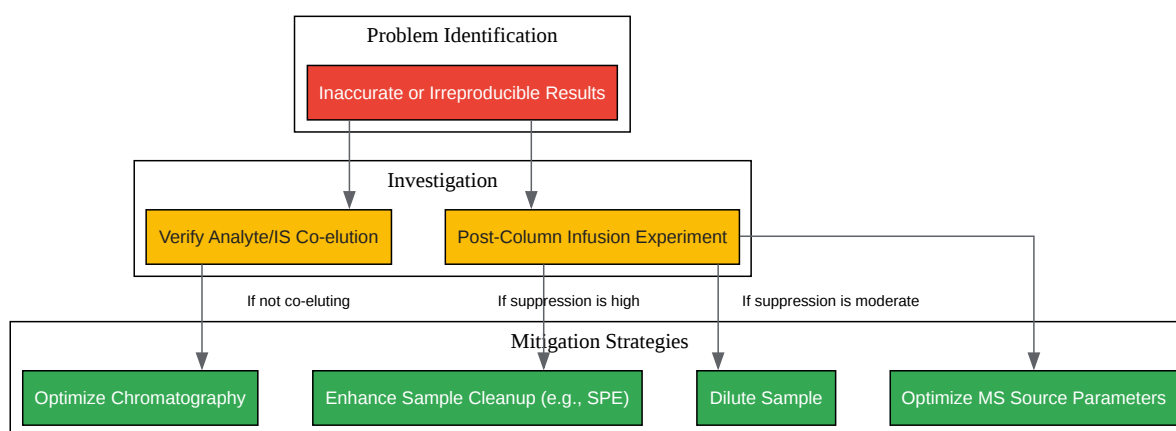 Problem Identification
Inaccurate or Irreproducible Results
Investigation
Verify Analyte/IS Co-elution
Post-Column Infusion Experiment
If not co-eluting
If suppression is high
If suppression is moderate
Mitigation Strategies
Optimize Chromatography
Enhance Sample Cleanup (e.g., SPE)
Dilute Sample
Optimize MS Source Parameters